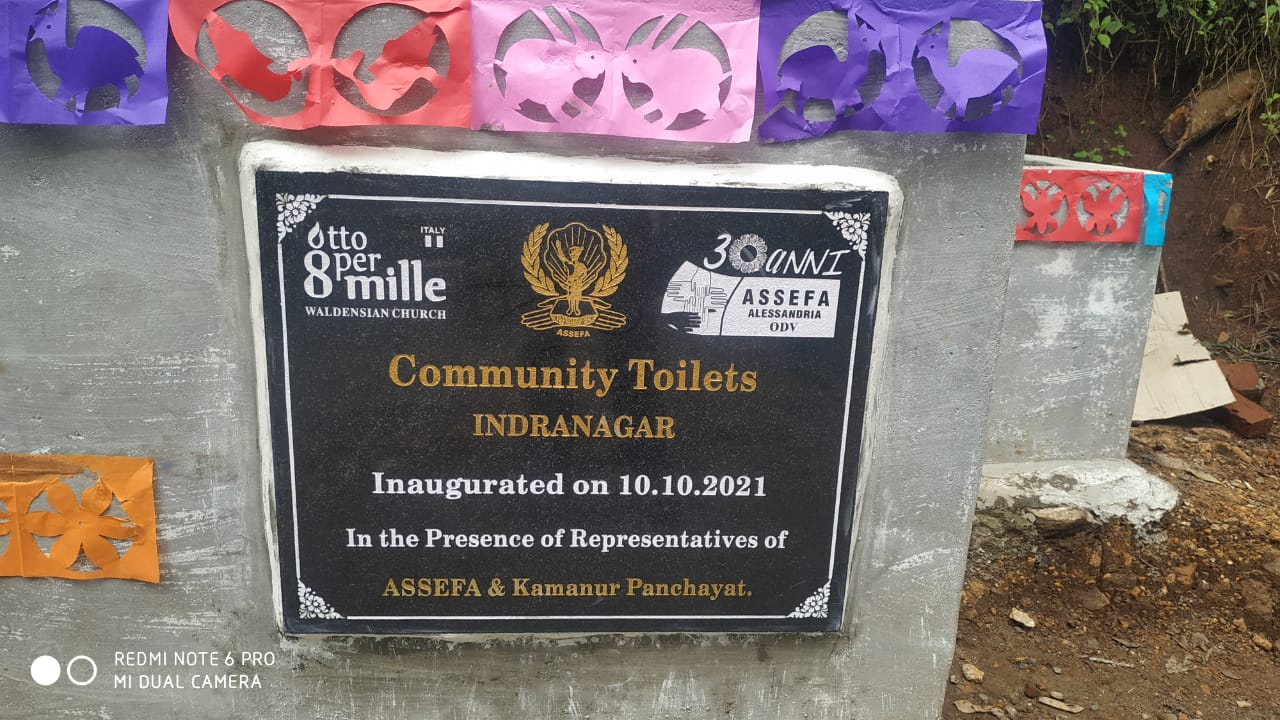 otto
per
8 mille
WALDENSIAN CHURCH
ITALY
ASSEFA
30 ANNI
ASSEFA
ALESSANDRIA
ODV
Community Toilets
INDRANAGAR
Inaugurated on 10.10.2021
In the Presence of Representatives of
ASSEFA & Kamanur Panchayat.
REDMI NOTE 6 PRO
MI DUAL CAMERA